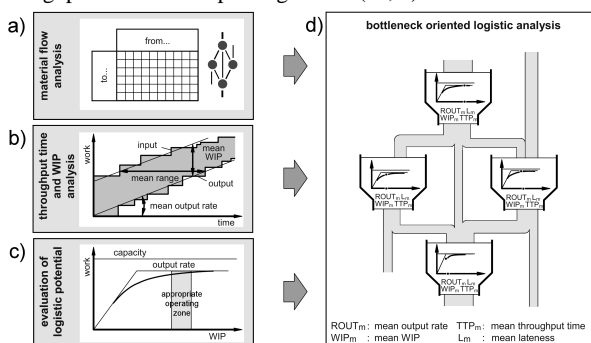 a)
material flow
analysis
from...
to...
b)
throughput time
and WIP
analysis
work
input
mean
WIP
mean range
output
mean output rate
time
c)
evaluation of
logistic potential
work
capacity
output rate
appropriate
operating
zone
WIP
d)
bottleneck oriented logistic analysis
ROUTm Lm
WIPm TTPm
ROUTm Lm
WIPm TTPm
ROUTm Lm
WIPm TTPm
ROUTm Lm
WIPm TTPm
ROUTm: mean output rate TTPm: mean throughput time
WIPm : mean WIP Lm : mean lateness